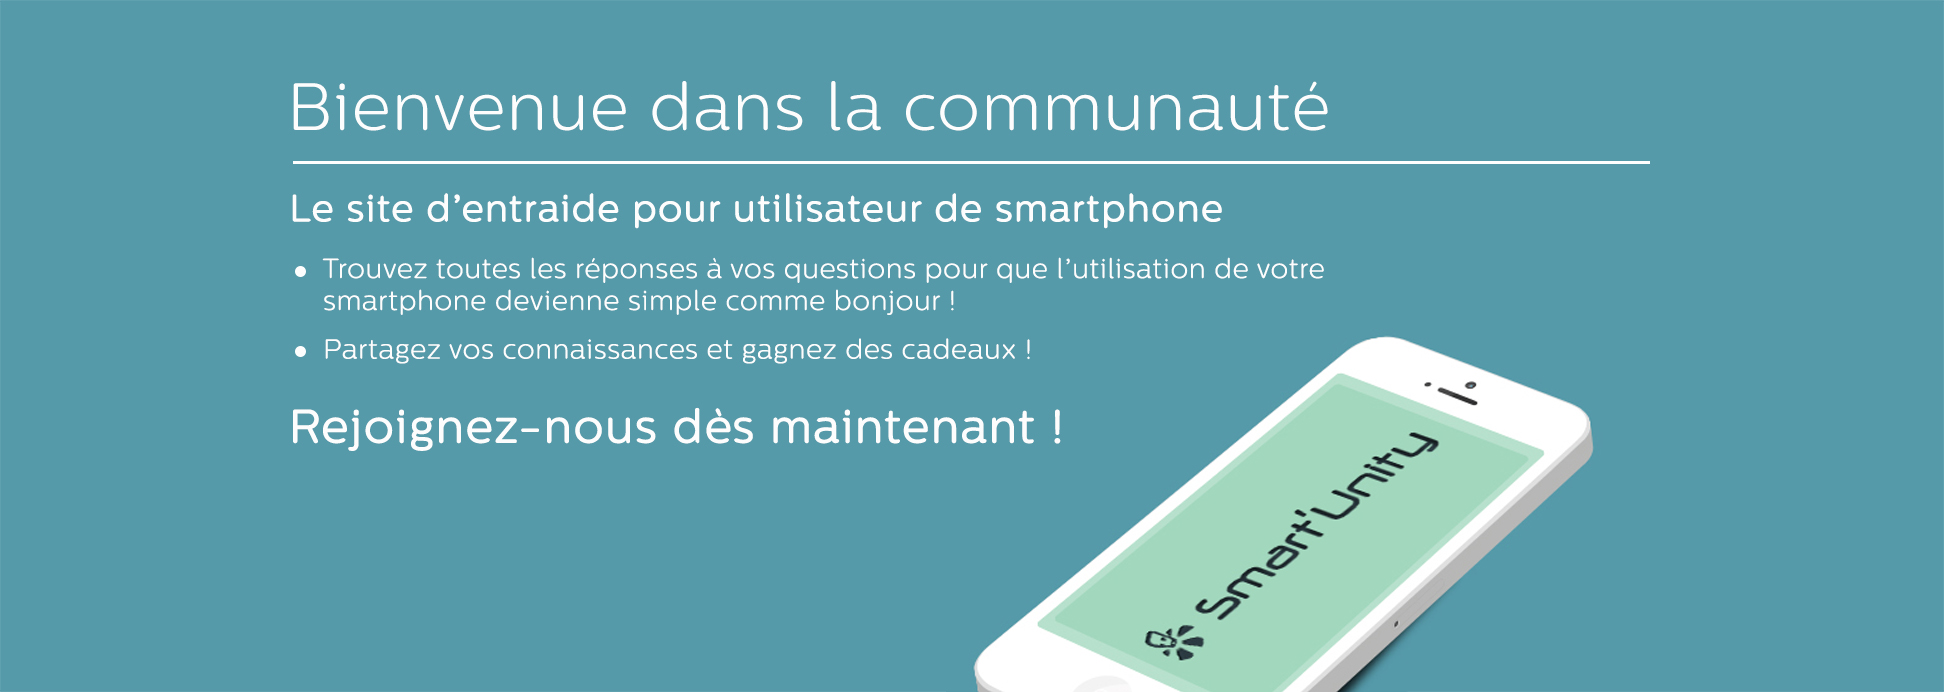 Bienvenue dans la communauté
Le site d’entraide pour utilisateur de smartphone
• Trouvez toutes les réponses à vos questions pour que l’utilisation de votre
smartphone devienne simple comme bonjour !
• Partagez vos connaissances et gagnez des cadeaux !
Rejoignez-nous dès maintenant !
Smart'Unity